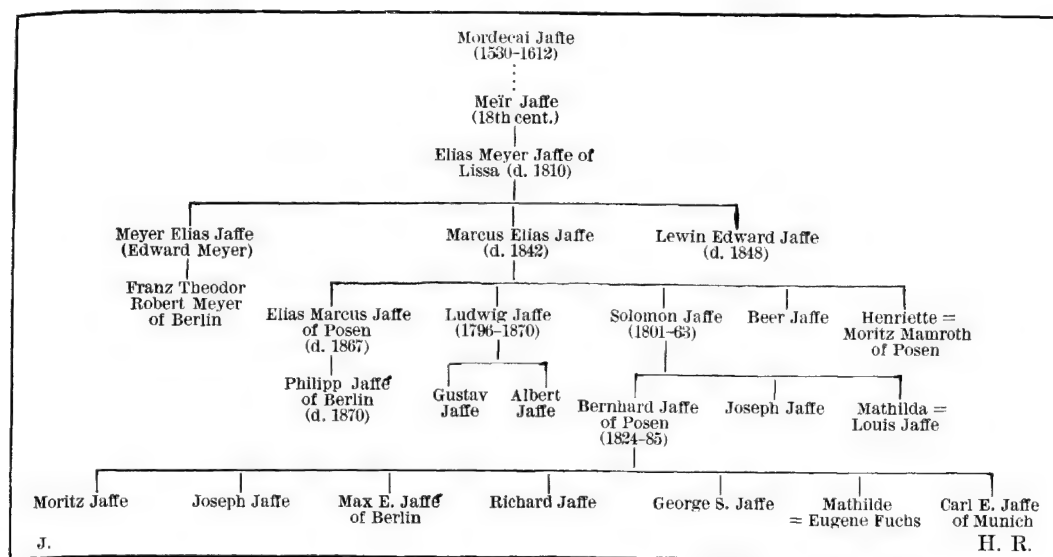 Mordecai Jaffe
(1530–1612)
Meïr Jaffe
(18th cent.)
Elias Meyer Jaffe of
Lissa (d. 1810)
Meyer Elias Jaffe
(Edward Meyer)
Marcus Elias Jaffe
(d. 1842)
Lewin Edward Jaffe
(d. 1848)
Franz Theodor
Robert Meyer
of Berlin
Elias Marcus Jaffe
of Posen
(d. 1867)
Ludwig Jaffe
(1796–1870)
Solomon Jaffe
(1801–63)
Beer Jaffe
Henriette =
Moritz Mamroth
of Posen
Philipp Jaffé
of Berlin
(d. 1870)
Gustav
Jaffe
Albert
Jaffe
Bernhard Jaffe
of Posen
(1824–85)
Joseph Jaffe
Mathilda =
Louis Jaffe
Moritz Jaffe
Joseph Jaffe
Max E. Jaffé
of Berlin
Richard Jaffe
George S. Jaffe
Mathilde
= Eugene Fuchs
Carl E. Jaffe
of Munich
J.
H. R.